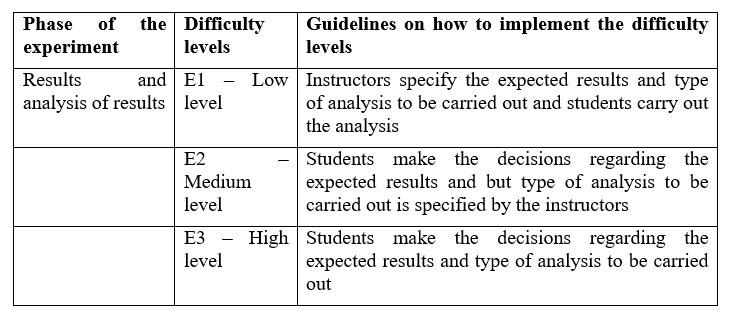 Phase of the
experiment
Difficulty
levels
Guidelines on how to implement the difficulty
levels
Results and
analysis of results
E1 – Low
level
Instructors specify the expected results and type
of analysis to be carried out and students carry out
the analysis
E2 –
Medium
level
Students make the decisions regarding the
expected results and but type of analysis to be
carried out is specified by the instructors
E3 – High
level
Students make the decisions regarding the
expected results and type of analysis to be carried
out